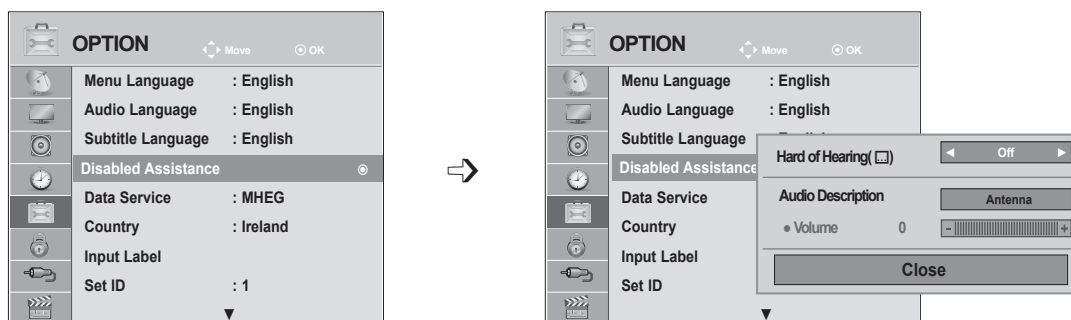 OPTION
Move
OK
Menu Language : English
Audio Language : English
Subtitle Language : English
Disabled Assistance
Data Service : MHEG
Country : Ireland
Input Label
Set ID : 1
OPTION
Move
OK
Menu Language : English
Audio Language : English
Subtitle Language
Disabled Assistance
Data Service
Country
Input Label
Set ID
Hard of Hearing( ) ◄ Off ►
Audio Description Antenna
• Volume 0 - +
Close